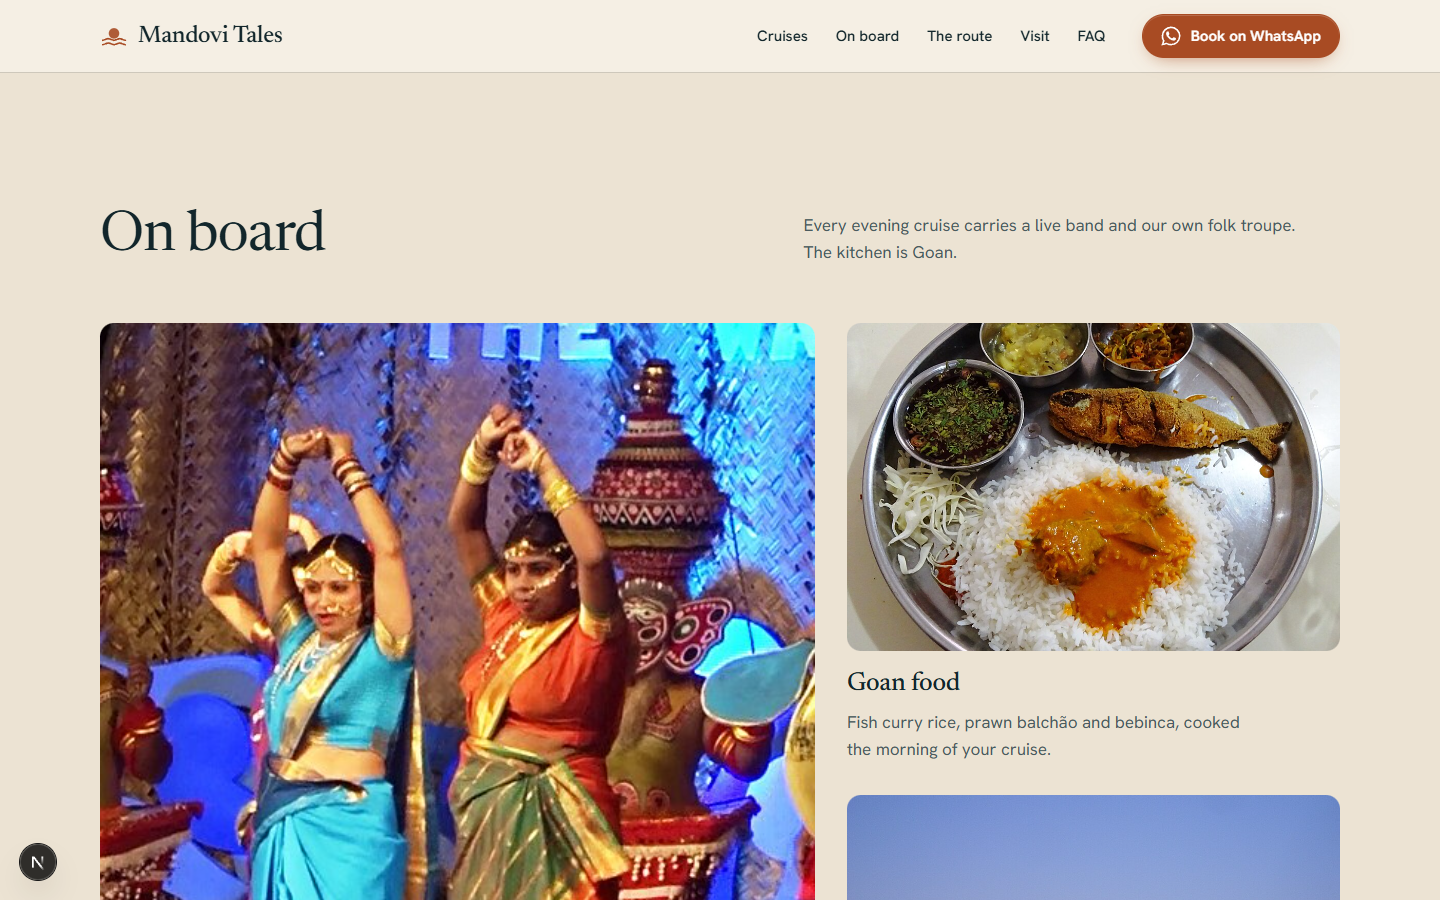 Mandovi Tales
Cruises
On board
The route
Visit
FAQ
Book on WhatsApp
On board
Every evening cruise carries a live band and our own folk troupe.
The kitchen is Goan.
THE
Goan food
Fish curry rice, prawn balchão and bebinca, cooked
the morning of your cruise.
N